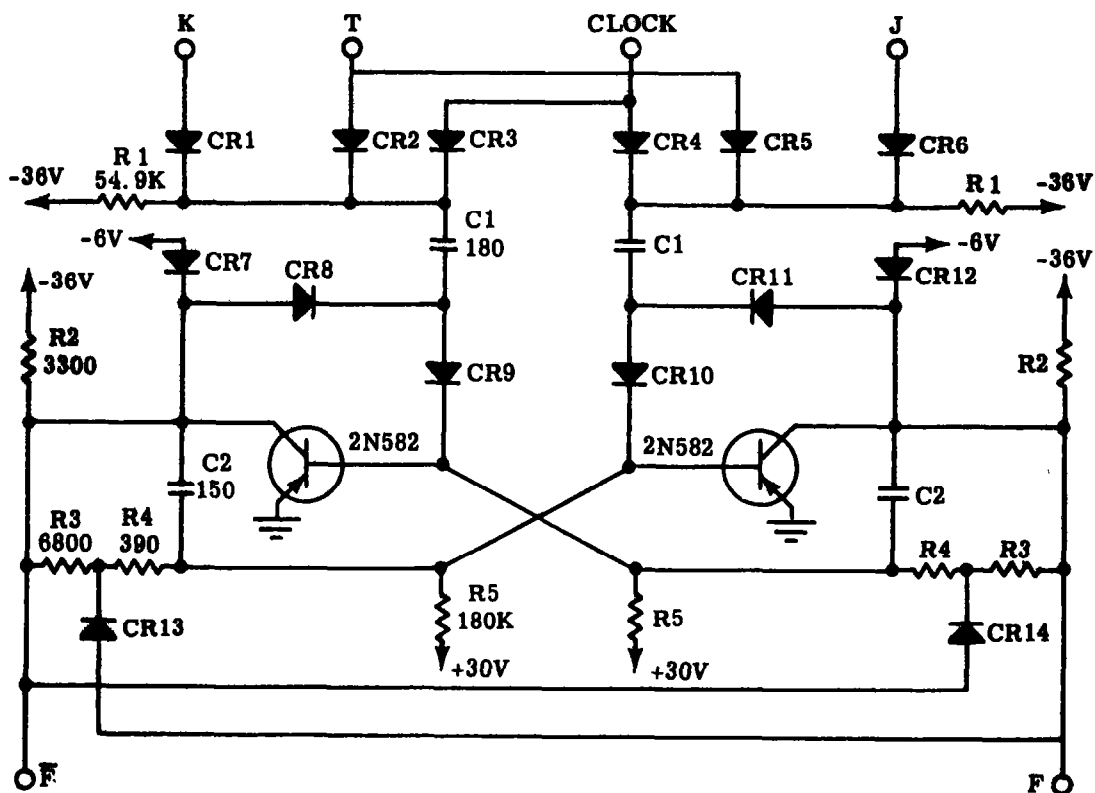 K T CLOCK J
CR1 CR2 CR3 CR4 CR5 CR6
R1
54.9K
-36V
R1
-36V
C1
180
C1
-6V
CR7
CR8
CR11
-6V
CR12
-36V
-36V
R2
3300
CR9
CR10
R2
2N582
2N582
C2
150
C2
R3
6800
R4
390
R4
R3
R5
180K
R5
CR13
CR14
+30V
+30V
F̅
F